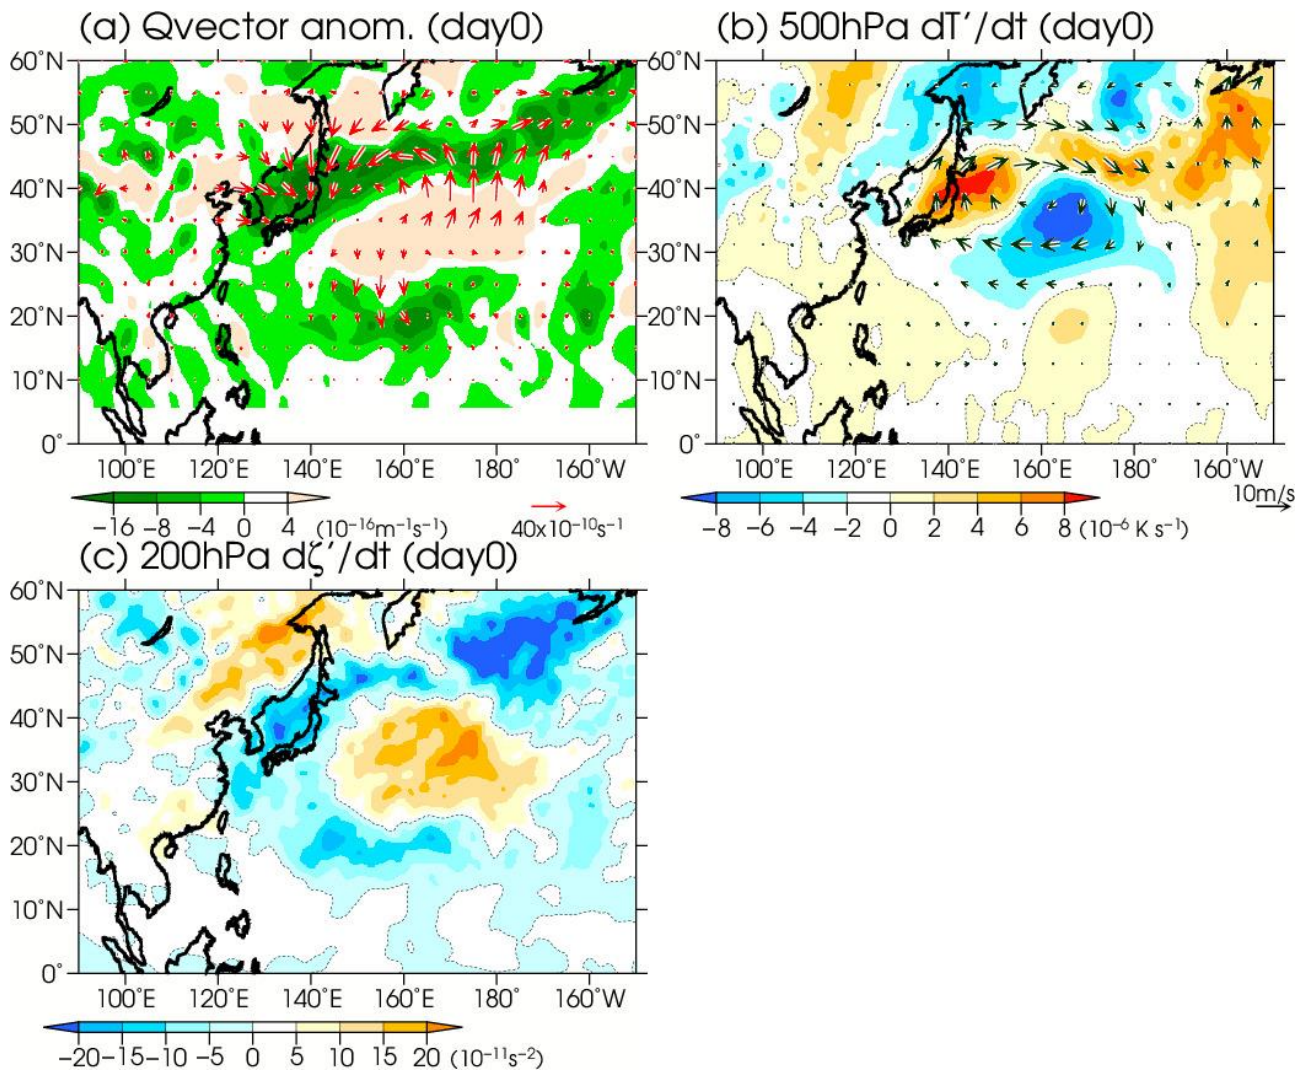 (a) Qvector anom. (day0)
60°N
50°N
40°N
30°N
20°N
10°N
0°
100°E 120°E 140°E 160°E 180° 160°W
−16 −8 −4 0 4 (10⁻¹⁶m⁻¹s⁻¹)
40x10⁻¹⁰s⁻¹
(b) 500hPa dT′/dt (day0)
60°N
50°N
40°N
30°N
20°N
10°N
0°
100°E 120°E 140°E 160°E 180° 160°W
10m/s
−8 −6 −4 −2 0 2 4 6 8 (10⁻⁶ K s⁻¹)
(c) 200hPa dζ′/dt (day0)
60°N
50°N
40°N
30°N
20°N
10°N
0°
100°E 120°E 140°E 160°E 180° 160°W
−20−15−10 −5 0 5 10 15 20 (10⁻¹¹s⁻²)